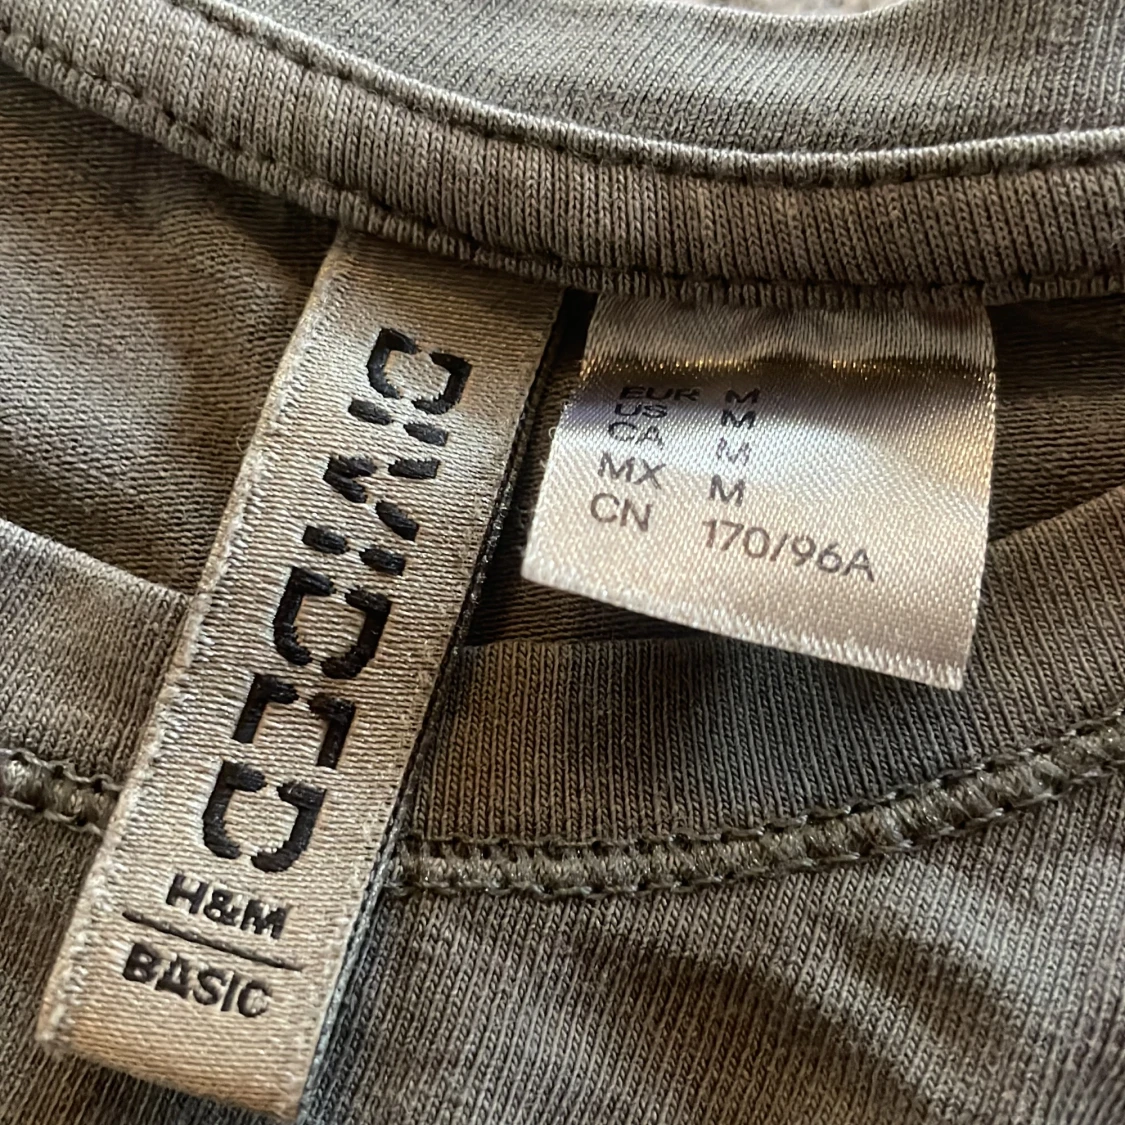 DIVIDED
H&M
BASIC
EUR M
US M
CA M
MX M
CN 170/96A